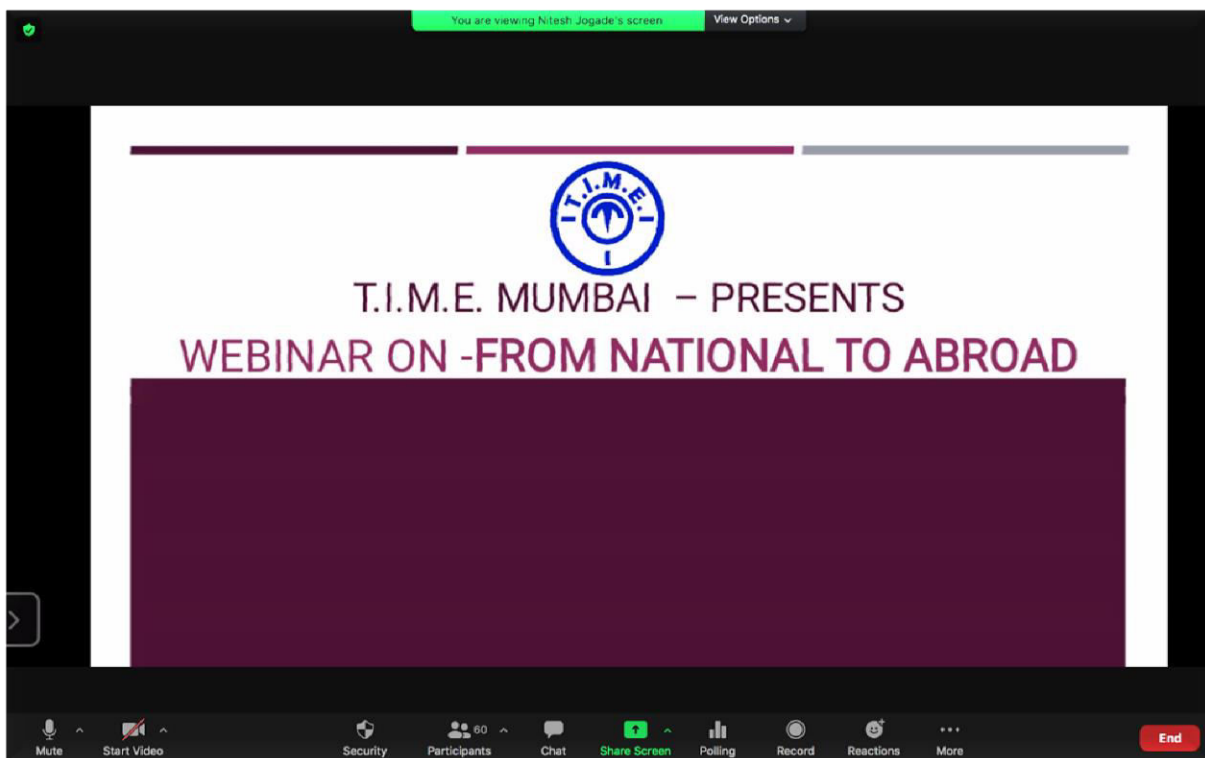 You are viewing Nitesh Jogade's screen
View Options
T.I.M.E.
T.I.M.E. MUMBAI – PRESENTS
WEBINAR ON -FROM NATIONAL TO ABROAD
Mute
Start Video
Security
60
Participants
Chat
Share Screen
Polling
Record
Reactions
More
End